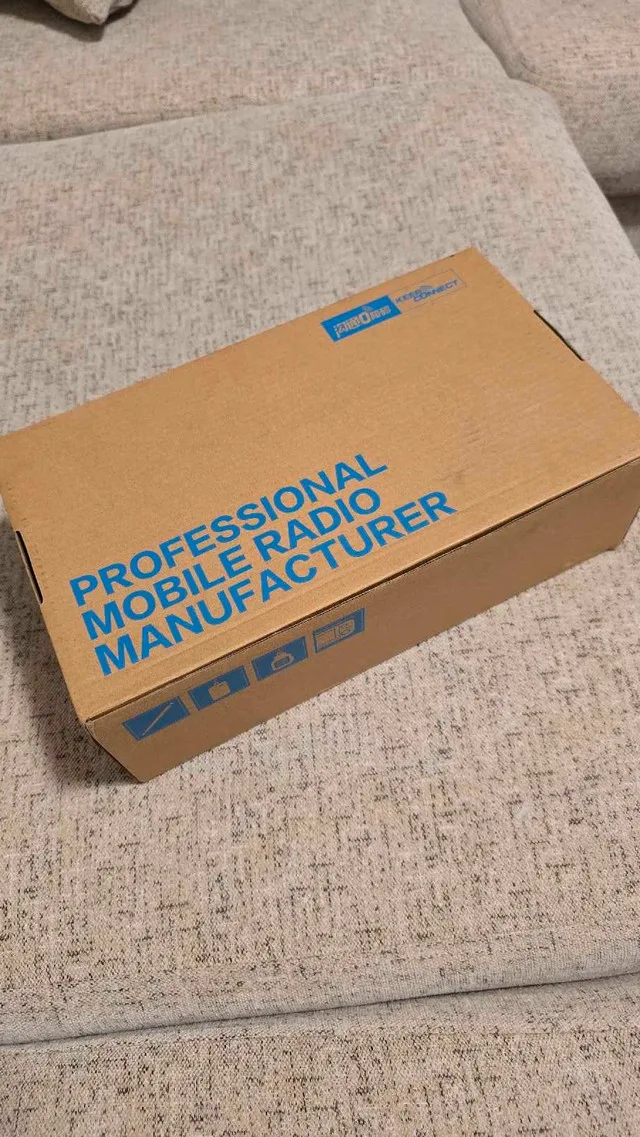 KEEP
CONNECT
PROFESSIONAL
MOBILE RADIO
MANUFACTURER